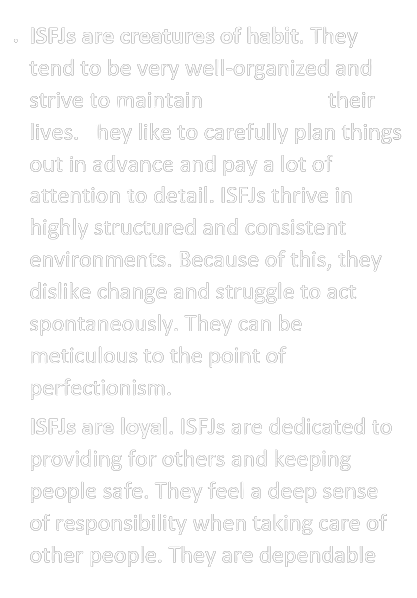 • ISFJs are creatures of habit. They
tend to be very well-organized and
strive to maintain their
lives. hey like to carefully plan things
out in advance and pay a lot of
attention to detail. ISFJs thrive in
highly structured and consistent
environments. Because of this, they
dislike change and struggle to act
spontaneously. They can be
meticulous to the point of
perfectionism.
ISFJs are loyal. ISFJs are dedicated to
providing for others and keeping
people safe. They feel a deep sense
of responsibility when taking care of
other people. They are dependable